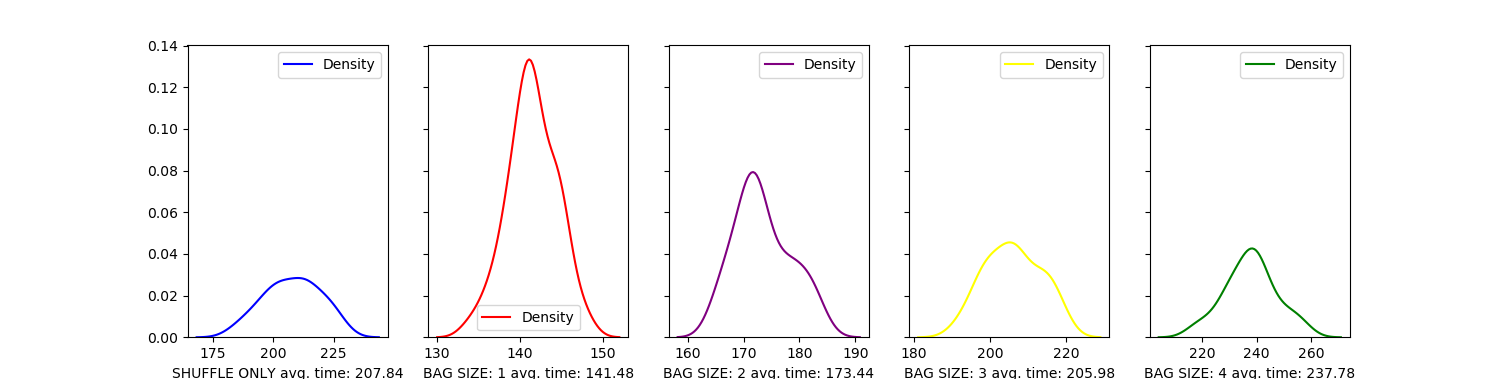 0.14
0.12
0.10
0.08
0.06
0.04
0.02
0.00
Density
175 200 225
SHUFFLE ONLY avg. time: 207.84
Density
130 140 150
BAG SIZE: 1 avg. time: 141.48
Density
160 170 180 190
BAG SIZE: 2 avg. time: 173.44
Density
180 200 220
BAG SIZE: 3 avg. time: 205.98
Density
220 240 260
BAG SIZE: 4 avg. time: 237.78